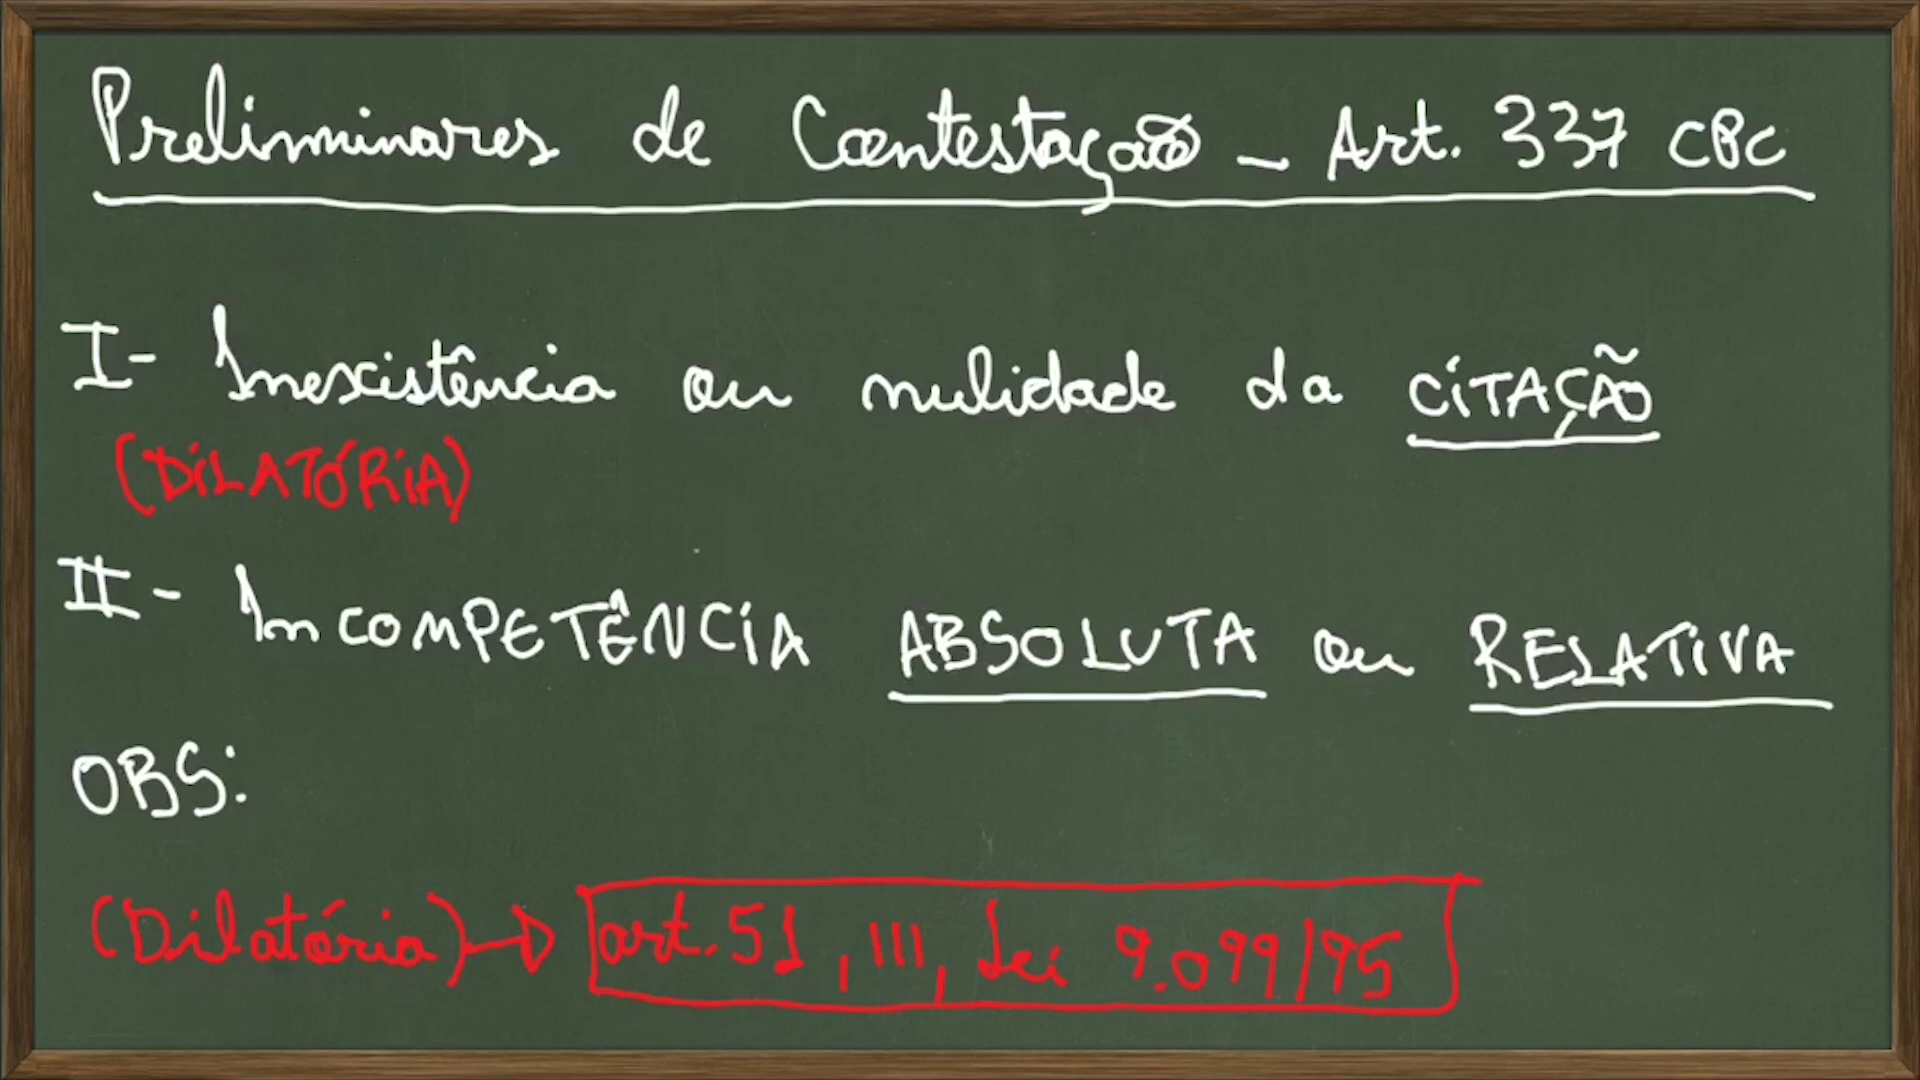 Preliminares de Contestação - Art. 337 CPC
I- Inexistência ou nulidade da CITAÇÃO
(DILATÓRIA)
II- INCOMPETÊNCIA ABSOLUTA ou RELATIVA
OBS:
(Dilatória) → art. 51, III, Lei 9.099/95